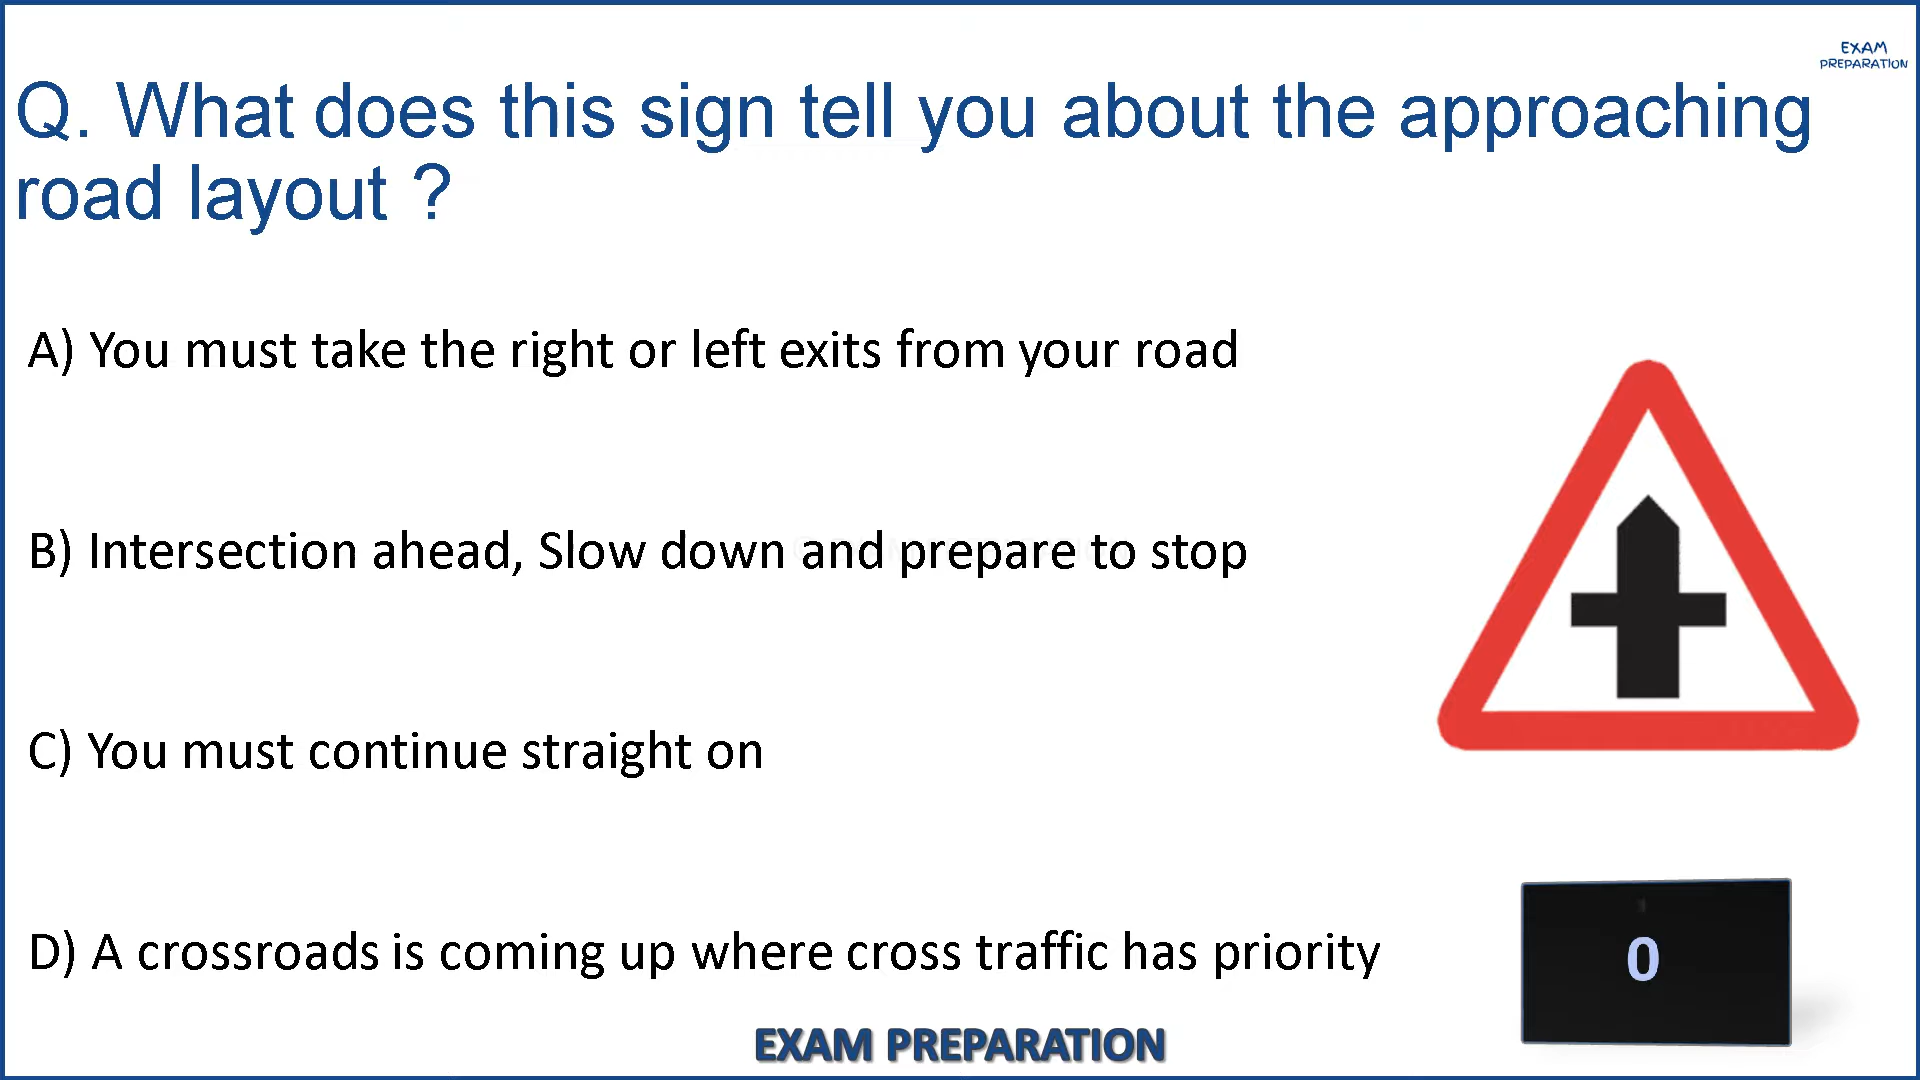 EXAM
PREPARATION
Q. What does this sign tell you about the approaching
road layout ?
A) You must take the right or left exits from your road
B) Intersection ahead, Slow down and prepare to stop
C) You must continue straight on
D) A crossroads is coming up where cross traffic has priority
0
EXAM PREPARATION